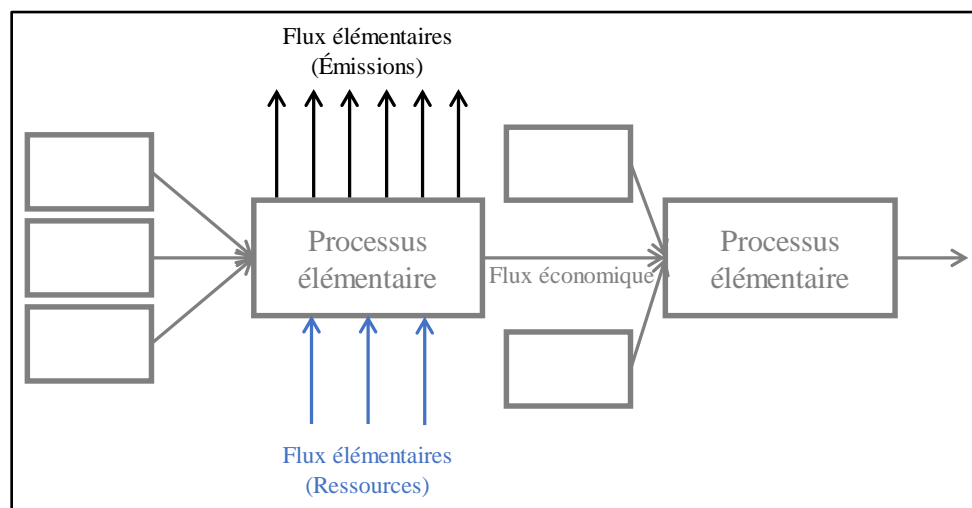 Flux élémentaires
(Émissions)
Processus
élémentaire
Flux économique
Processus
élémentaire
Flux élémentaires
(Ressources)